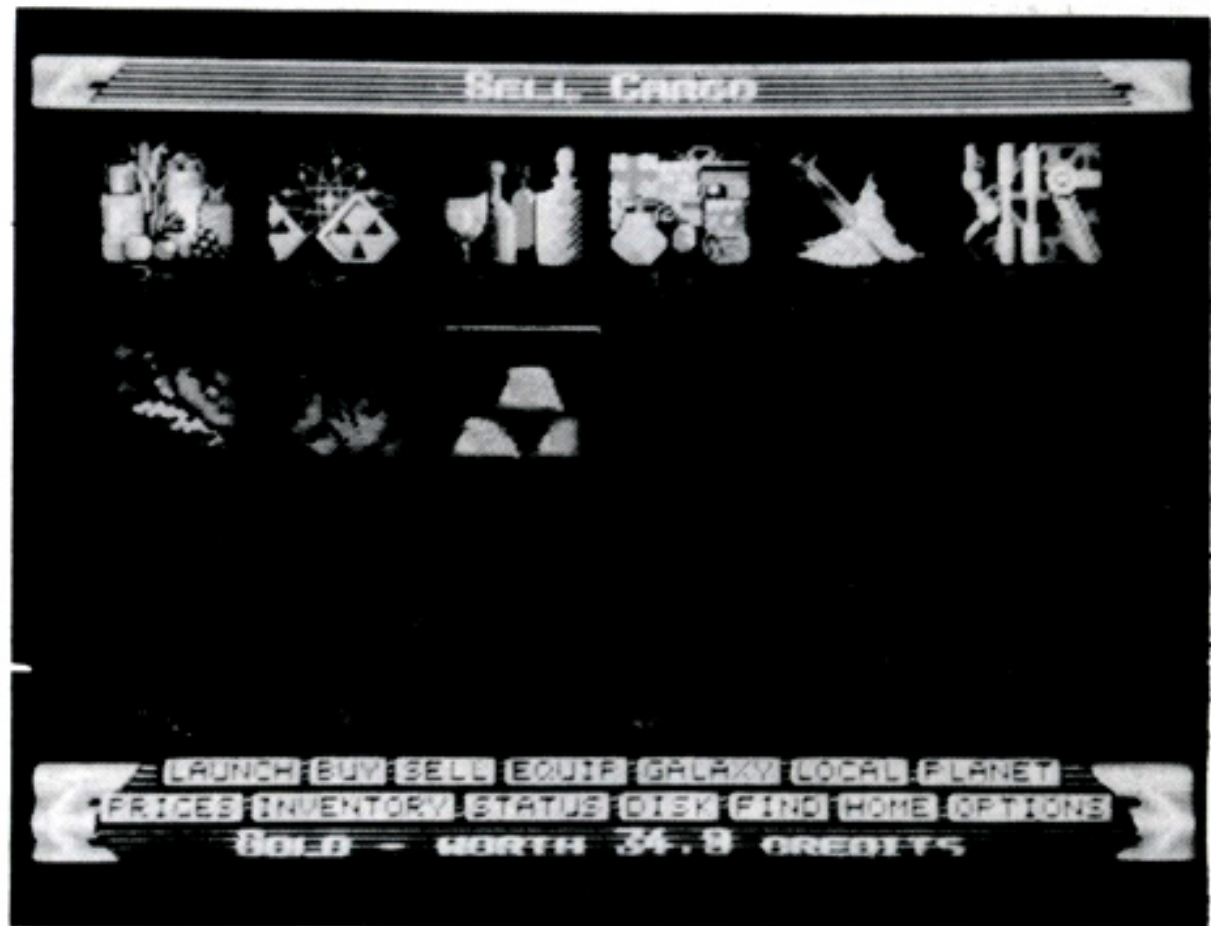 SELL CARGO
LAUNCH BUY SELL EQUIP GALAXY LOCAL PLANET
PRICES INVENTORY STATUS DISK FIND HOME OPTIONS
GOLD - WORTH 34.8 CREDITS